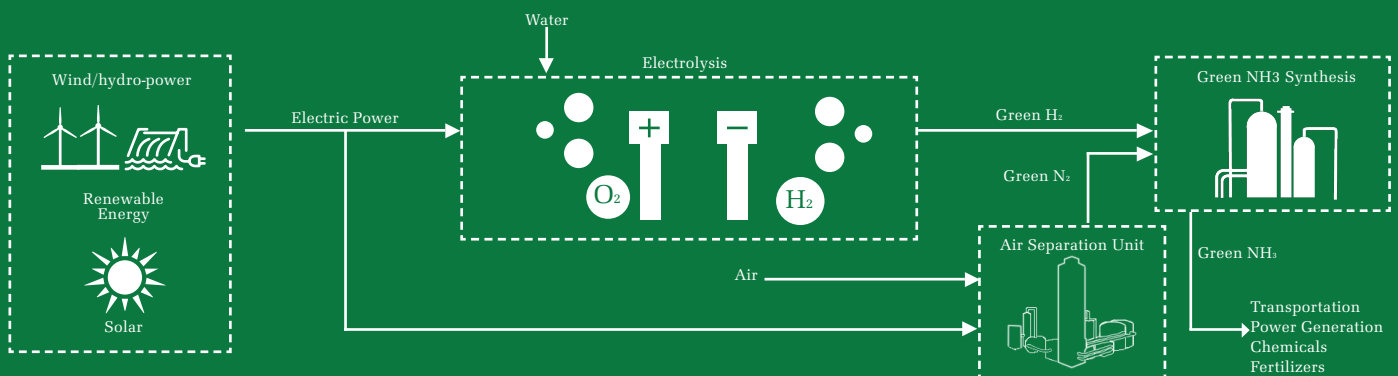 Water
Wind/hydro-power
Renewable
Energy
Solar
Electric Power
Electrolysis
+
−
O₂
H₂
Green H₂
Green N₂
Air
Air Separation Unit
Green NH3 Synthesis
Green NH₃
Transportation
Power Generation
Chemicals
Fertilizers